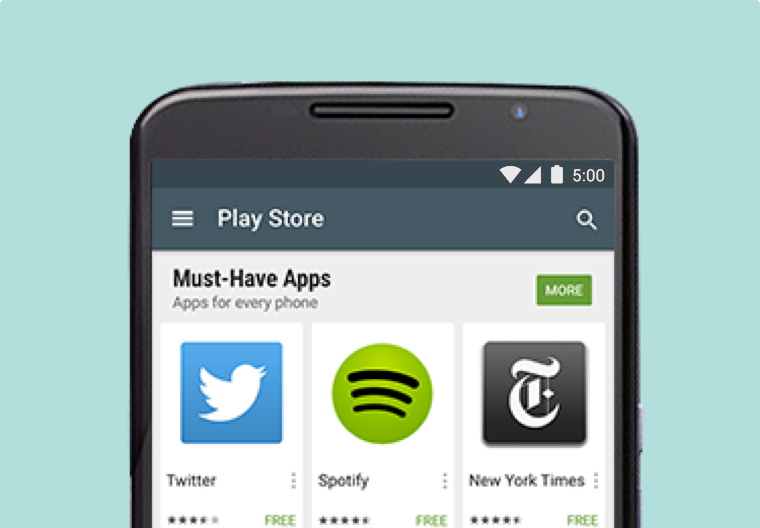 5:00
Play Store
Must-Have Apps
Apps for every phone
MORE
Twitter
Spotify
New York Times
FREE
FREE
FREE